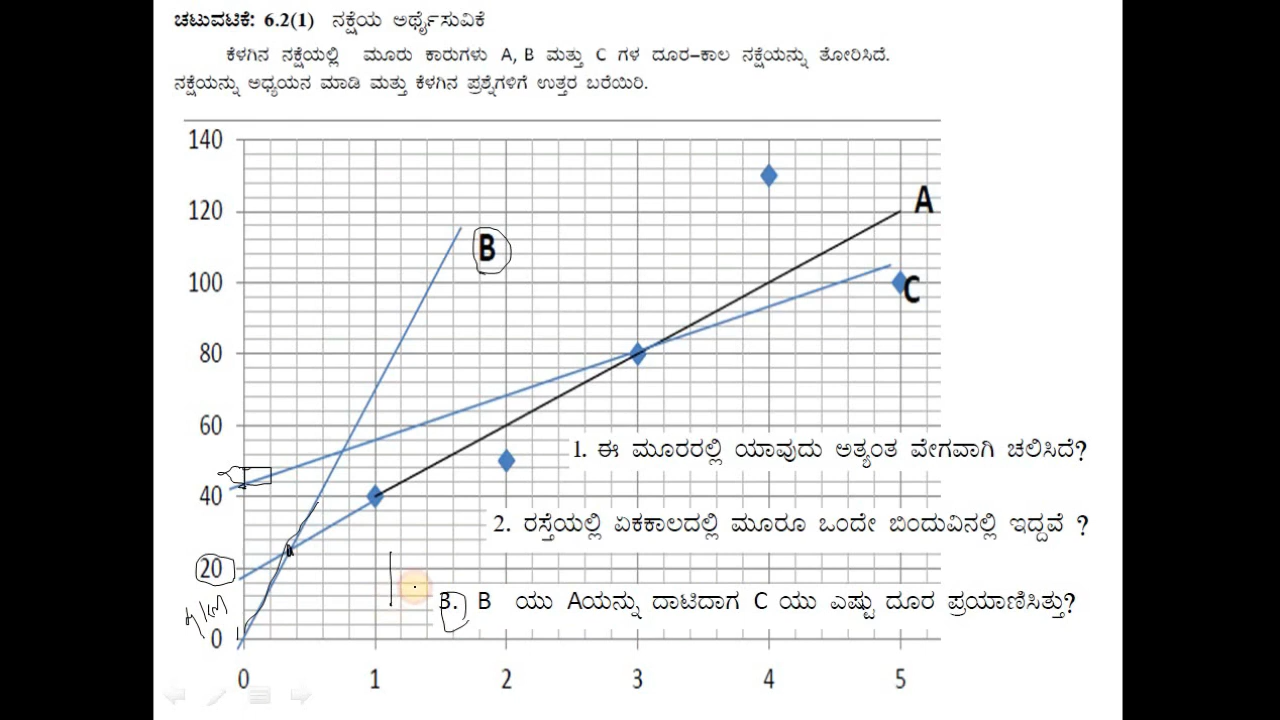 ಚಟುವಟಿಕೆ: 6.2(1) ನಕ್ಷೆಯ ಅರ್ಥೈಸುವಿಕೆ
ಕೆಳಗಿನ ನಕ್ಷೆಯಲ್ಲಿ ಮೂರು ಕಾರುಗಳು A, B ಮತ್ತು C ಗಳ ದೂರ–ಕಾಲ ನಕ್ಷೆಯನ್ನು ತೋರಿಸಿದೆ.
ನಕ್ಷೆಯನ್ನು ಅಧ್ಯಯನ ಮಾಡಿ ಮತ್ತು ಕೆಳಗಿನ ಪ್ರಶ್ನೆಗಳಿಗೆ ಉತ್ತರ ಬರೆಯಿರಿ.
140
120
A
B
100
C
80
60
1. ಈ ಮೂರರಲ್ಲಿ ಯಾವುದು ಅತ್ಯಂತ ವೇಗವಾಗಿ ಚಲಿಸಿದೆ?
40
2. ರಸ್ತೆಯಲ್ಲಿ ಏಕಕಾಲದಲ್ಲಿ ಮೂರೂ ಒಂದೇ ಬಿಂದುವಿನಲ್ಲಿ ಇದ್ದವೆ ?
20
3. B ಯು Aಯನ್ನು ದಾಟಿದಾಗ C ಯು ಎಷ್ಟು ದೂರ ಪ್ರಯಾಣಿಸಿತ್ತು?
0
0 1 2 3 4 5